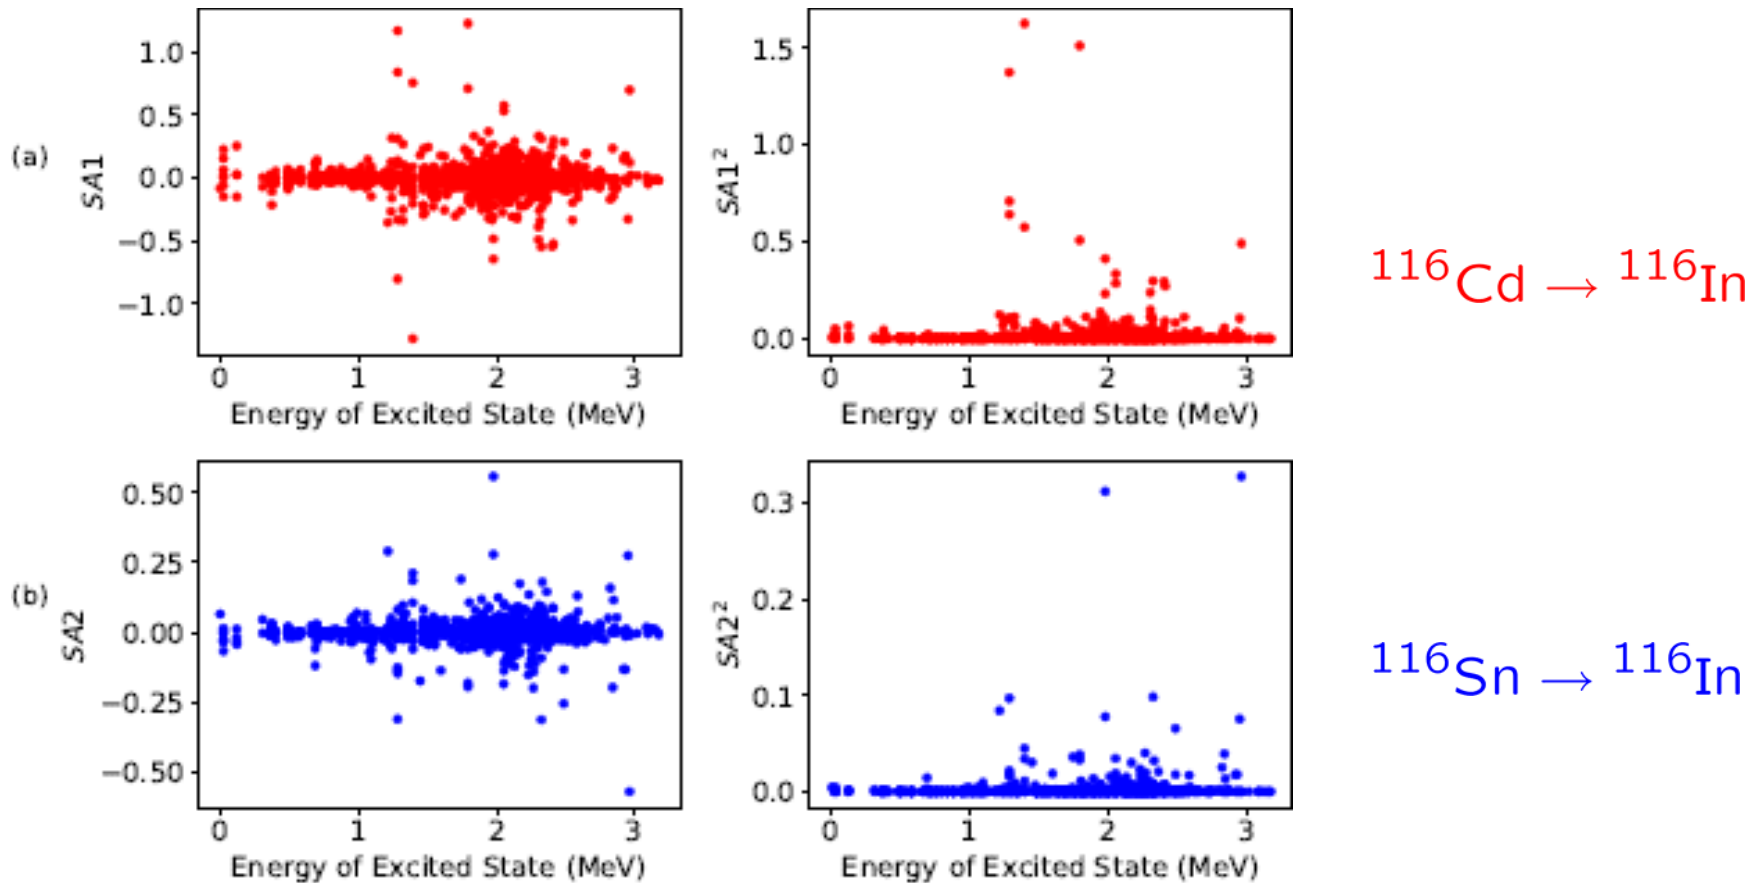 (a)
SA1
1.0
0.5
0.0
−0.5
−1.0
0 1 2 3
Energy of Excited State (MeV)
SA1²
1.5
1.0
0.5
0.0
0 1 2 3
Energy of Excited State (MeV)
¹¹⁶Cd → ¹¹⁶In
(b)
SA2
0.50
0.25
0.00
−0.25
−0.50
0 1 2 3
Energy of Excited State (MeV)
SA2²
0.3
0.2
0.1
0.0
0 1 2 3
Energy of Excited State (MeV)
¹¹⁶Sn → ¹¹⁶In